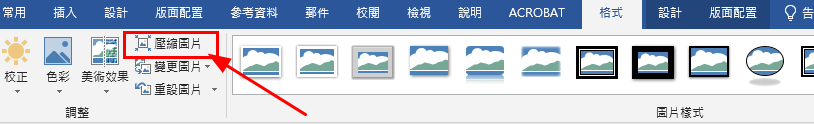 常用 插入 設計 版面配置 參考資料 郵件 校閱 檢視 說明 ACROBAT 格式 設計 版面配置 告
校正 色彩 美術效果 壓縮圖片
變更圖片
重設圖片
調整 圖片樣式